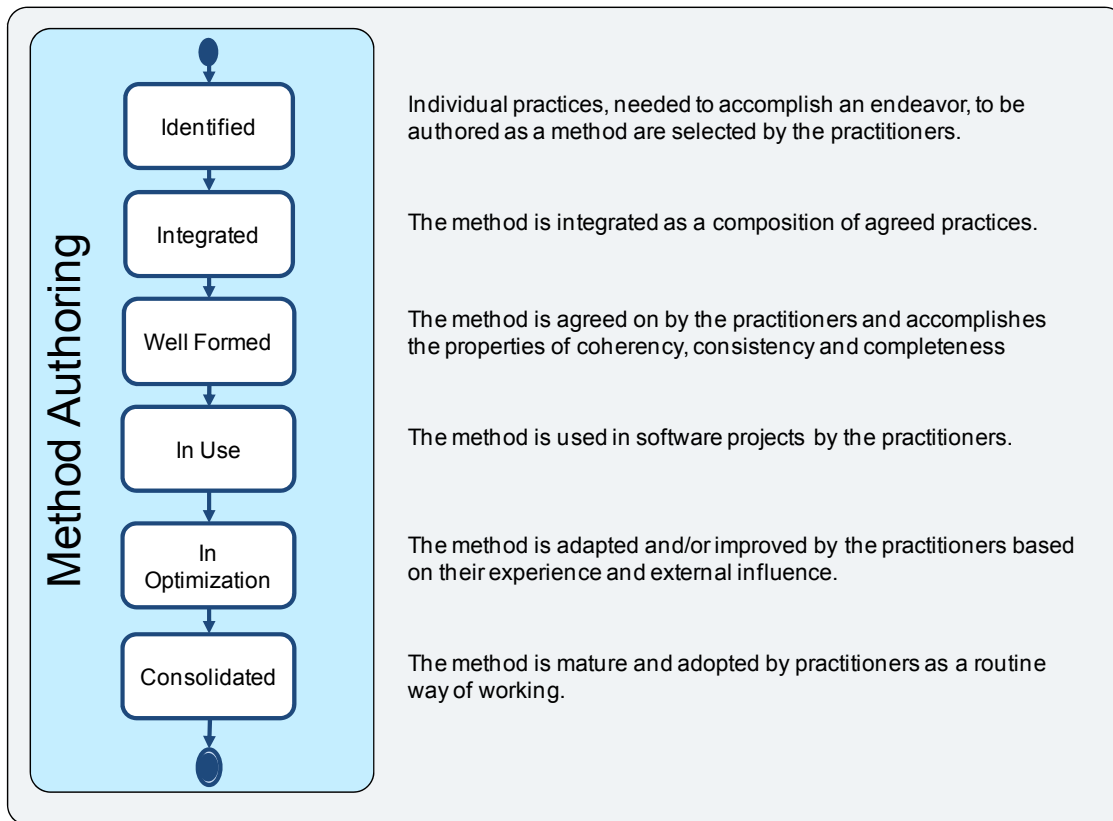 Method Authoring
Identified
Individual practices, needed to accomplish an endeavor, to be
authored as a method are selected by the practitioners.
Integrated
The method is integrated as a composition of agreed practices.
Well Formed
The method is agreed on by the practitioners and accomplishes
the properties of coherency, consistency and completeness
In Use
The method is used in software projects by the practitioners.
In
Optimization
The method is adapted and/or improved by the practitioners based
on their experience and external influence.
Consolidated
The method is mature and adopted by practitioners as a routine
way of working.